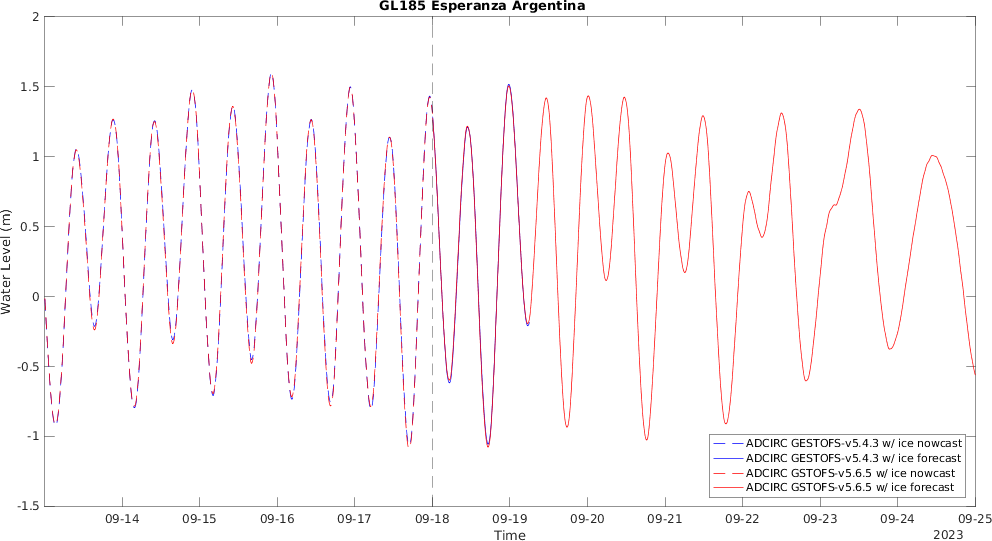 GL185 Esperanza Argentina
2
1.5
1
0.5
0
-0.5
-1
-1.5
Water Level (m)
ADCIRC GESTOFS-v5.4.3 w/ ice nowcast
ADCIRC GESTOFS-v5.4.3 w/ ice forecast
ADCIRC GSTOFS-v5.6.5 w/ ice nowcast
ADCIRC GSTOFS-v5.6.5 w/ ice forecast
09-14 09-15 09-16 09-17 09-18 09-19 09-20 09-21 09-22 09-23 09-24 09-25
Time
2023